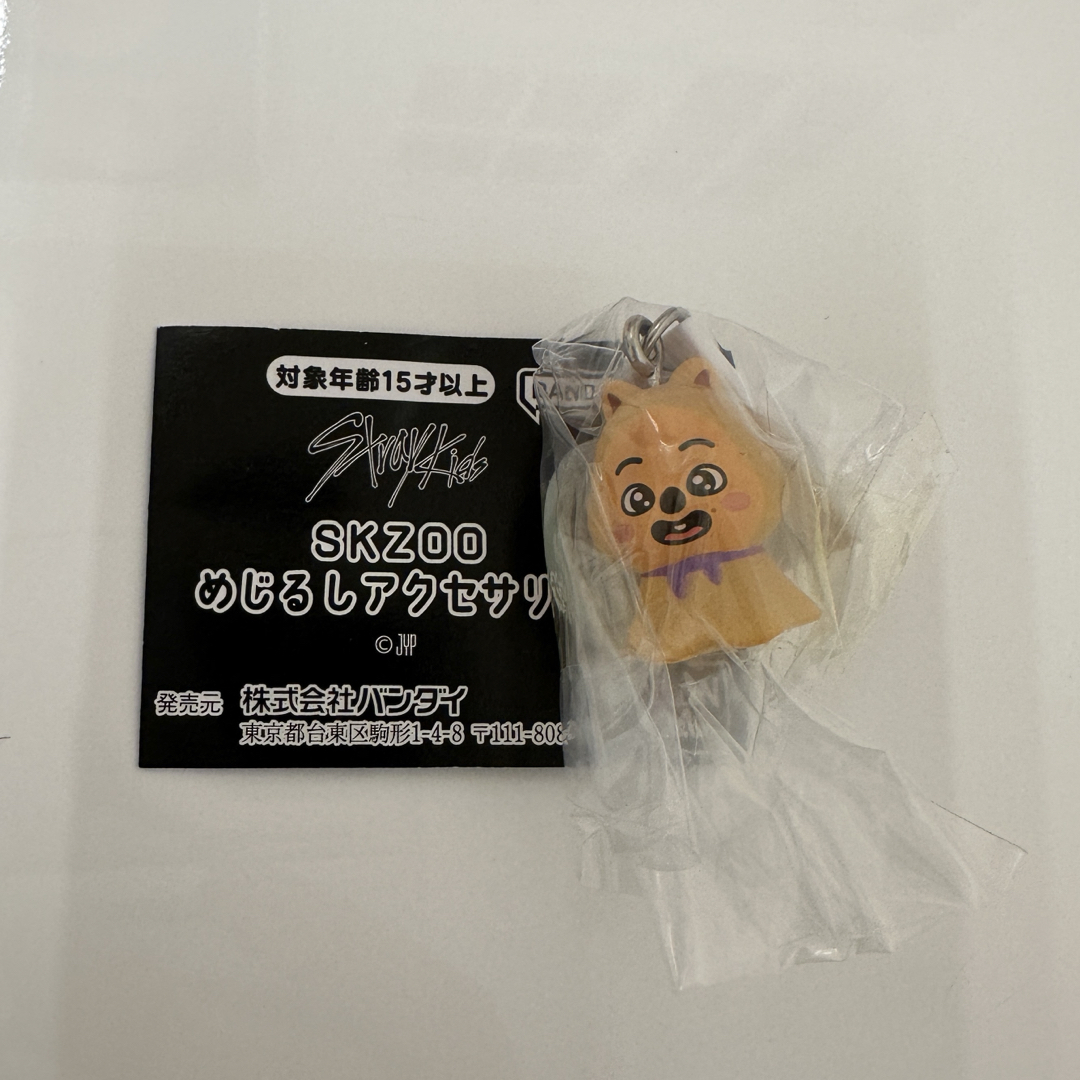 対象年齢15才以上
BAND
Stray Kids
SKZOO
めじるしアクセサリ
©JYP
発売元 株式会社バンダイ
東京都台東区駒形1-4-8 〒111-808